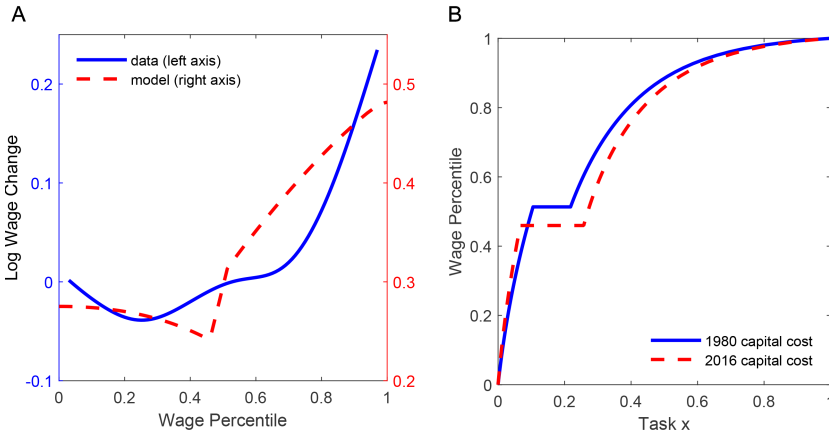 A
Log Wage Change
0.2
0.1
0
-0.1
data (left axis)
model (right axis)
0.5
0.4
0.3
0.2
0 0.2 0.4 0.6 0.8 1
Wage Percentile
B
Wage Percentile
1
0.8
0.6
0.4
0.2
0
1980 capital cost
2016 capital cost
0 0.2 0.4 0.6 0.8 1
Task x